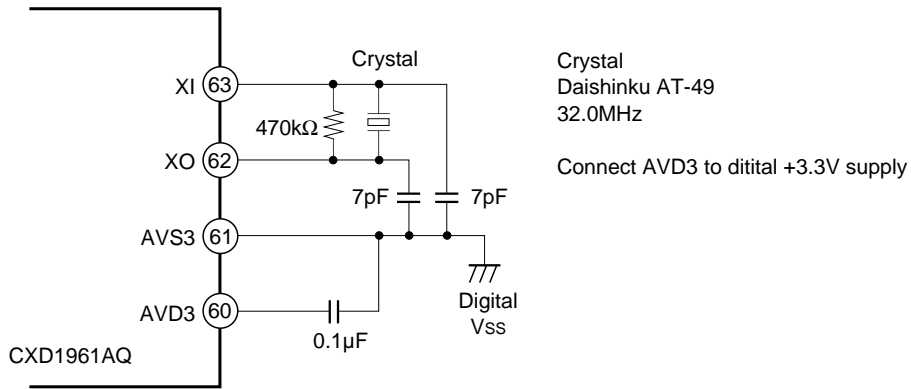 Crystal
XI 63
470kΩ
XO 62
7pF 7pF
AVS3 61
Digital
Vss
AVD3 60
0.1μF
CXD1961AQ
Crystal
Daishinku AT-49
32.0MHz
Connect AVD3 to ditital +3.3V supply